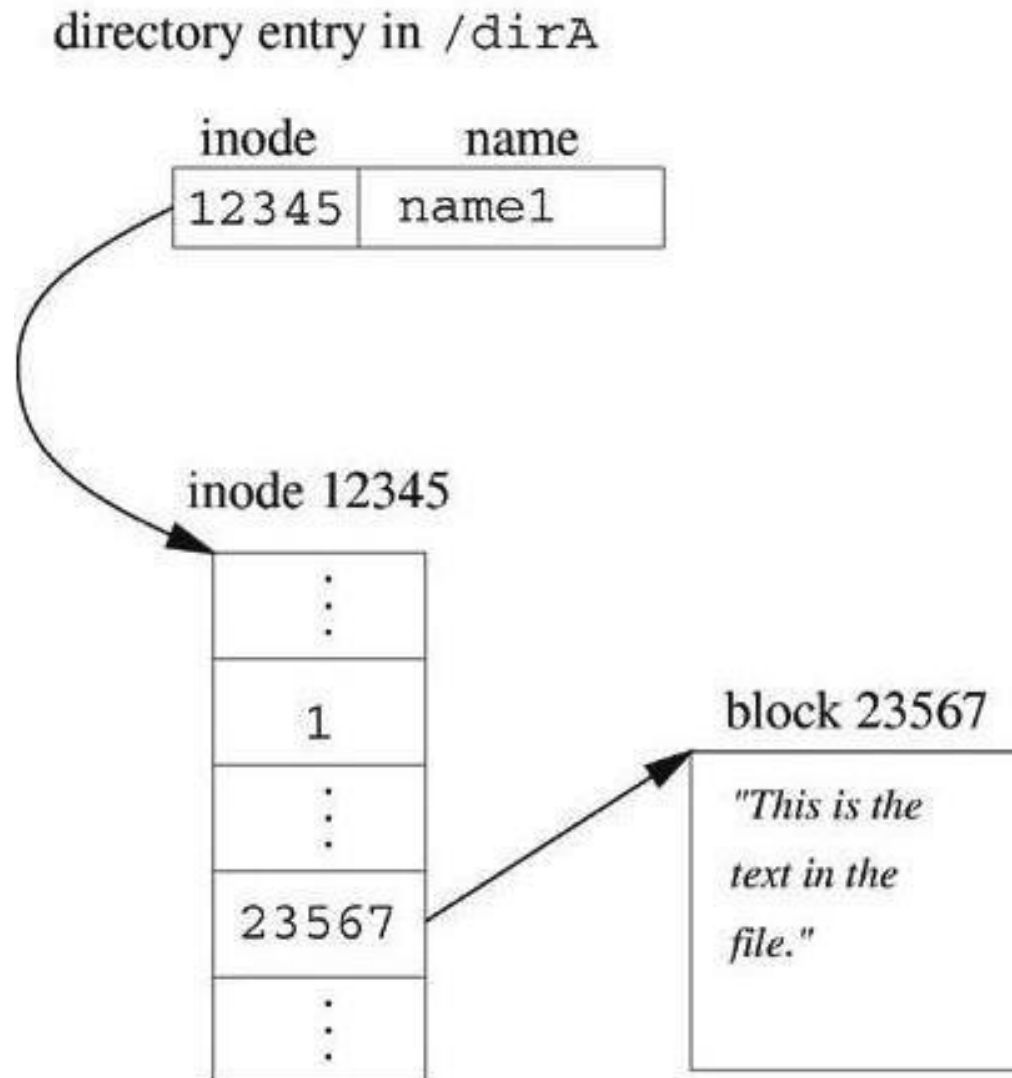 directory entry in /dirA
inode name
12345 name1
inode 12345
1
23567
block 23567
"This is the
text in the
file."